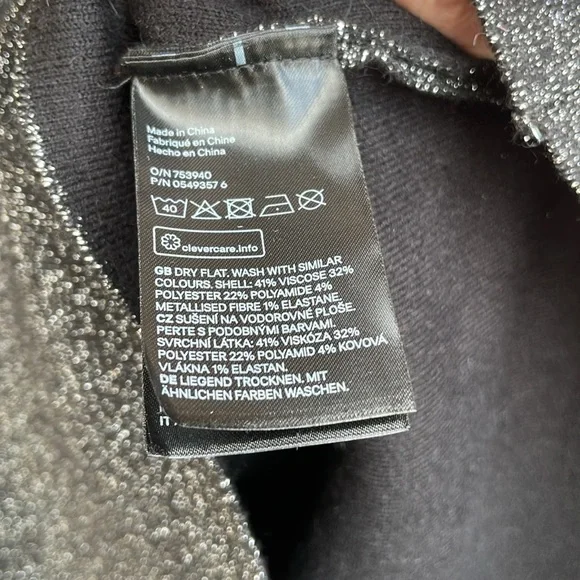 Made in China
Fabriqué en Chine
Hecho en China
O/N 753940
P/N 0549357 6
40
clevercare.info
GB DRY FLAT. WASH WITH SIMILAR
COLOURS. SHELL: 41% VISCOSE 32%
POLYESTER 22% POLYAMIDE 4%
METALLISED FIBRE 1% ELASTANE.
CZ SUŠENÍ NA VODOROVNÉ PLOŠE.
PERTE S PODOBNÝMI BARVAMI.
SVRCHNÍ LÁTKA: 41% VISKÓZA 32%
POLYESTER 22% POLYAMID 4% KOVOVÁ
VLÁKNA 1% ELASTAN.
DE LIEGEND TROCKNEN. MIT
ÄHNLICHEN FARBEN WASCHEN.
IT